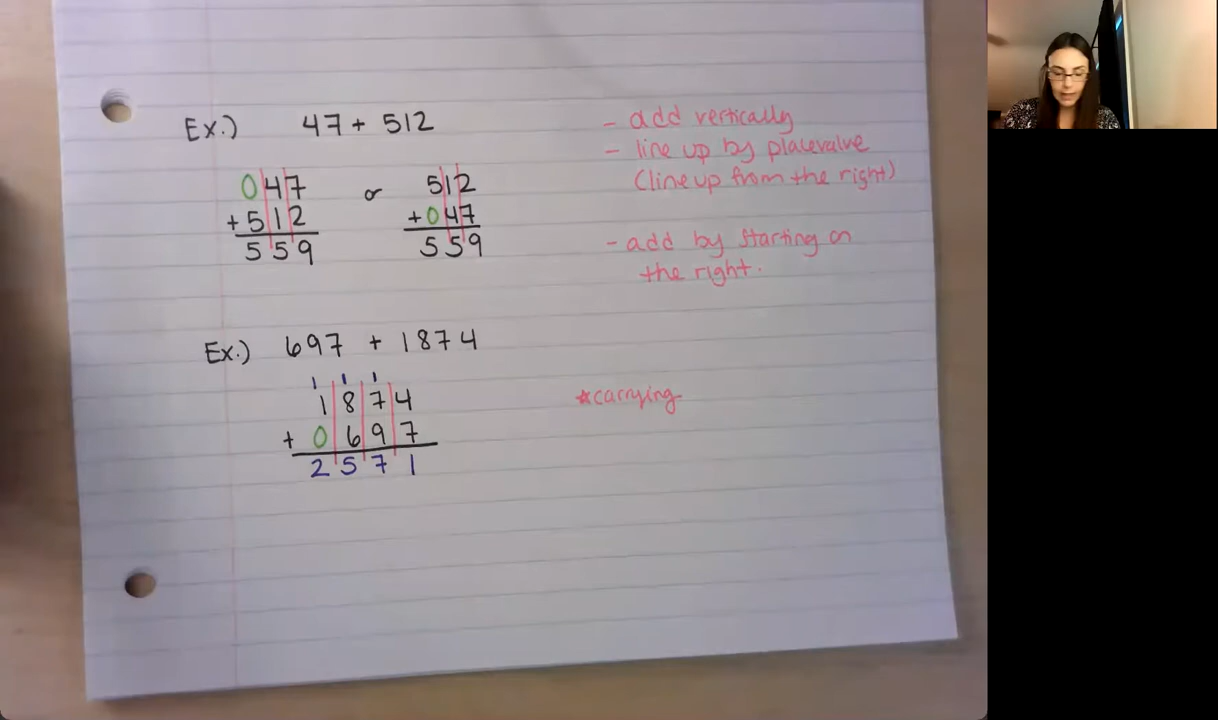 Ex.) 47 + 512
- add vertically
- line up by placevalue
(line up from the right)
047 or 512
+512 +047
559 559
- add by starting on
the right.
Ex.) 697 + 1874
1 1 1
1874
+ 0697
2571
*carrying